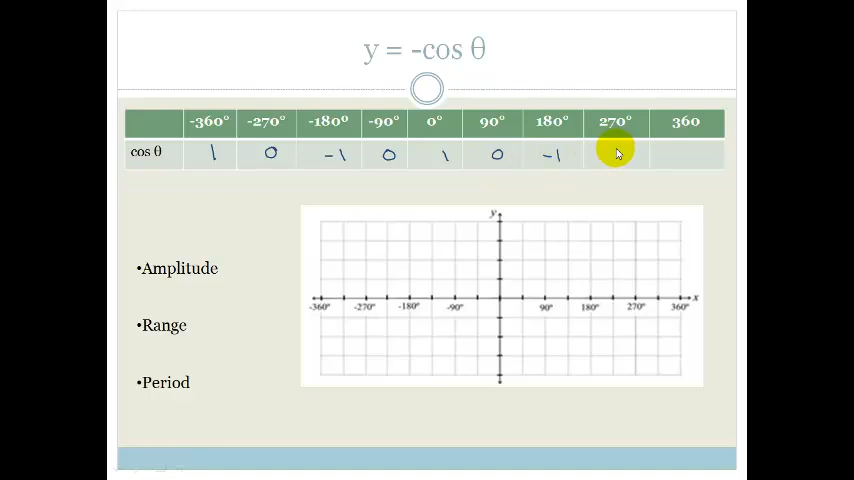 y = -cos θ
-360° -270° -180º -90° 0° 90° 180° 270° 360
cos θ 1 0 -1 0 1 0 -1
y
•Amplitude
x
-360° -270° -180° -90° 90° 180° 270° 360°
•Range
•Period